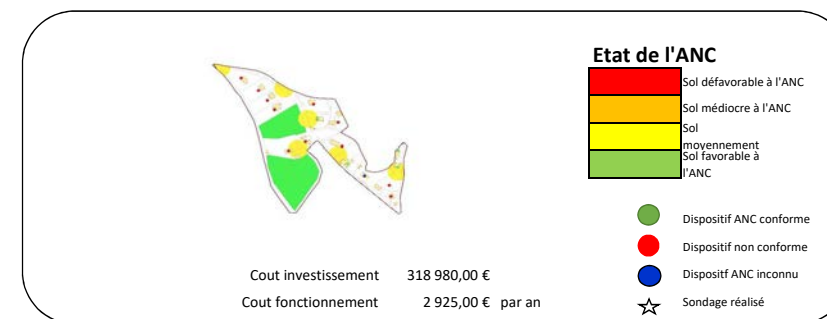 Etat de l'ANC
Sol défavorable à l'ANC
Sol médiocre à l'ANC
Sol
moyennement
Sol favorable à
l'ANC
Dispositif ANC conforme
Dispositif non conforme
Dispositf ANC inconnu
Sondage réalisé
Cout investissement 318 980,00 €
Cout fonctionnement 2 925,00 € par an